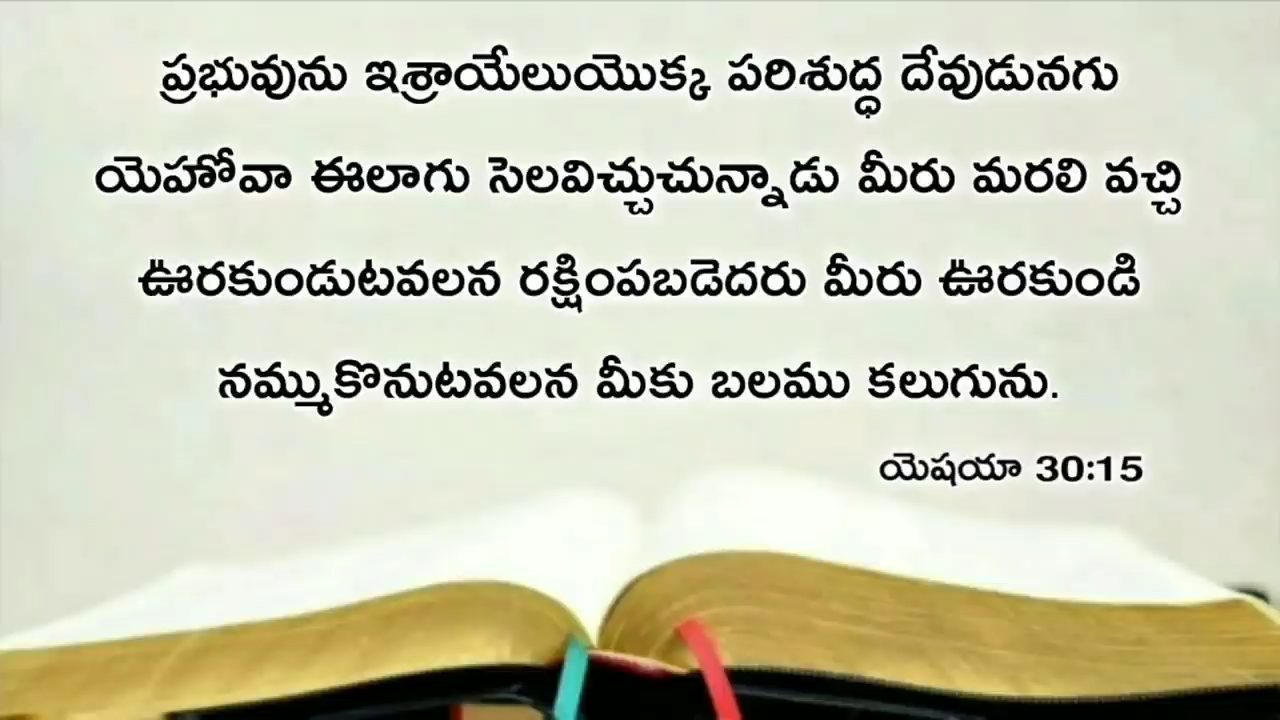 ప్రభువును ఇశ్రాయేలుయొక్క పరిశుద్ధ దేవుడునగు
యెహోవా ఈలాగు సెలవిచ్చుచున్నాడు మీరు మరలి వచ్చి
ఊరకుండుటవలన రక్షింపబడెదరు మీరు ఊరకుండి
నమ్ముకొనుటవలన మీకు బలము కలుగును.
యెషయా 30:15